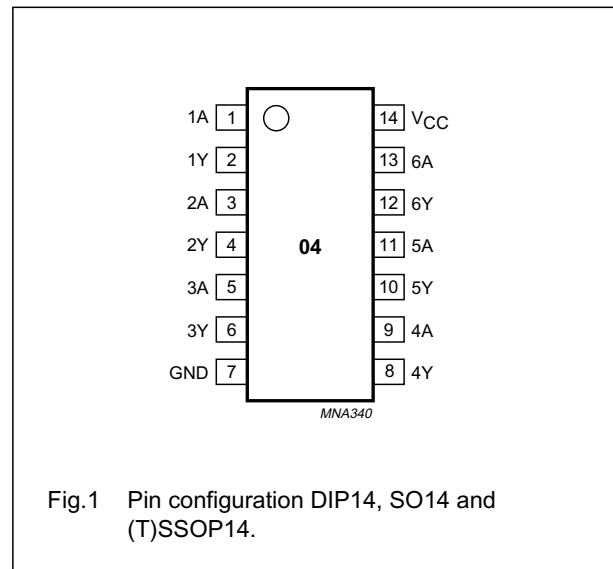 1A 1 14 VCC
1Y 2 13 6A
2A 3 12 6Y
2Y 4 04 11 5A
3A 5 10 5Y
3Y 6 9 4A
GND 7 8 4Y
MNA340
Fig.1 Pin configuration DIP14, SO14 and
(T)SSOP14.